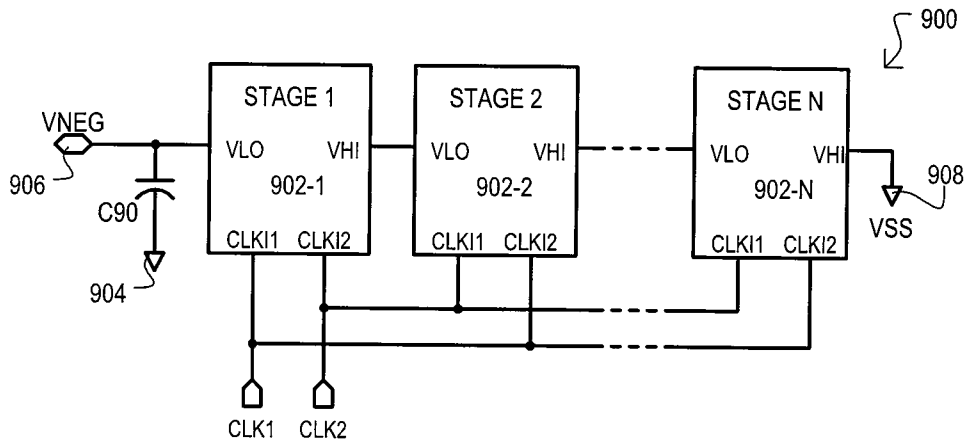 900
STAGE 1
STAGE 2
STAGE N
VNEG
VLO
VHI
VLO
VHI
VLO
VHI
906
902-1
902-2
902-N
908
C90
VSS
CLKI1
CLKI2
CLKI1
CLKI2
CLKI1
CLKI2
904
CLK1
CLK2